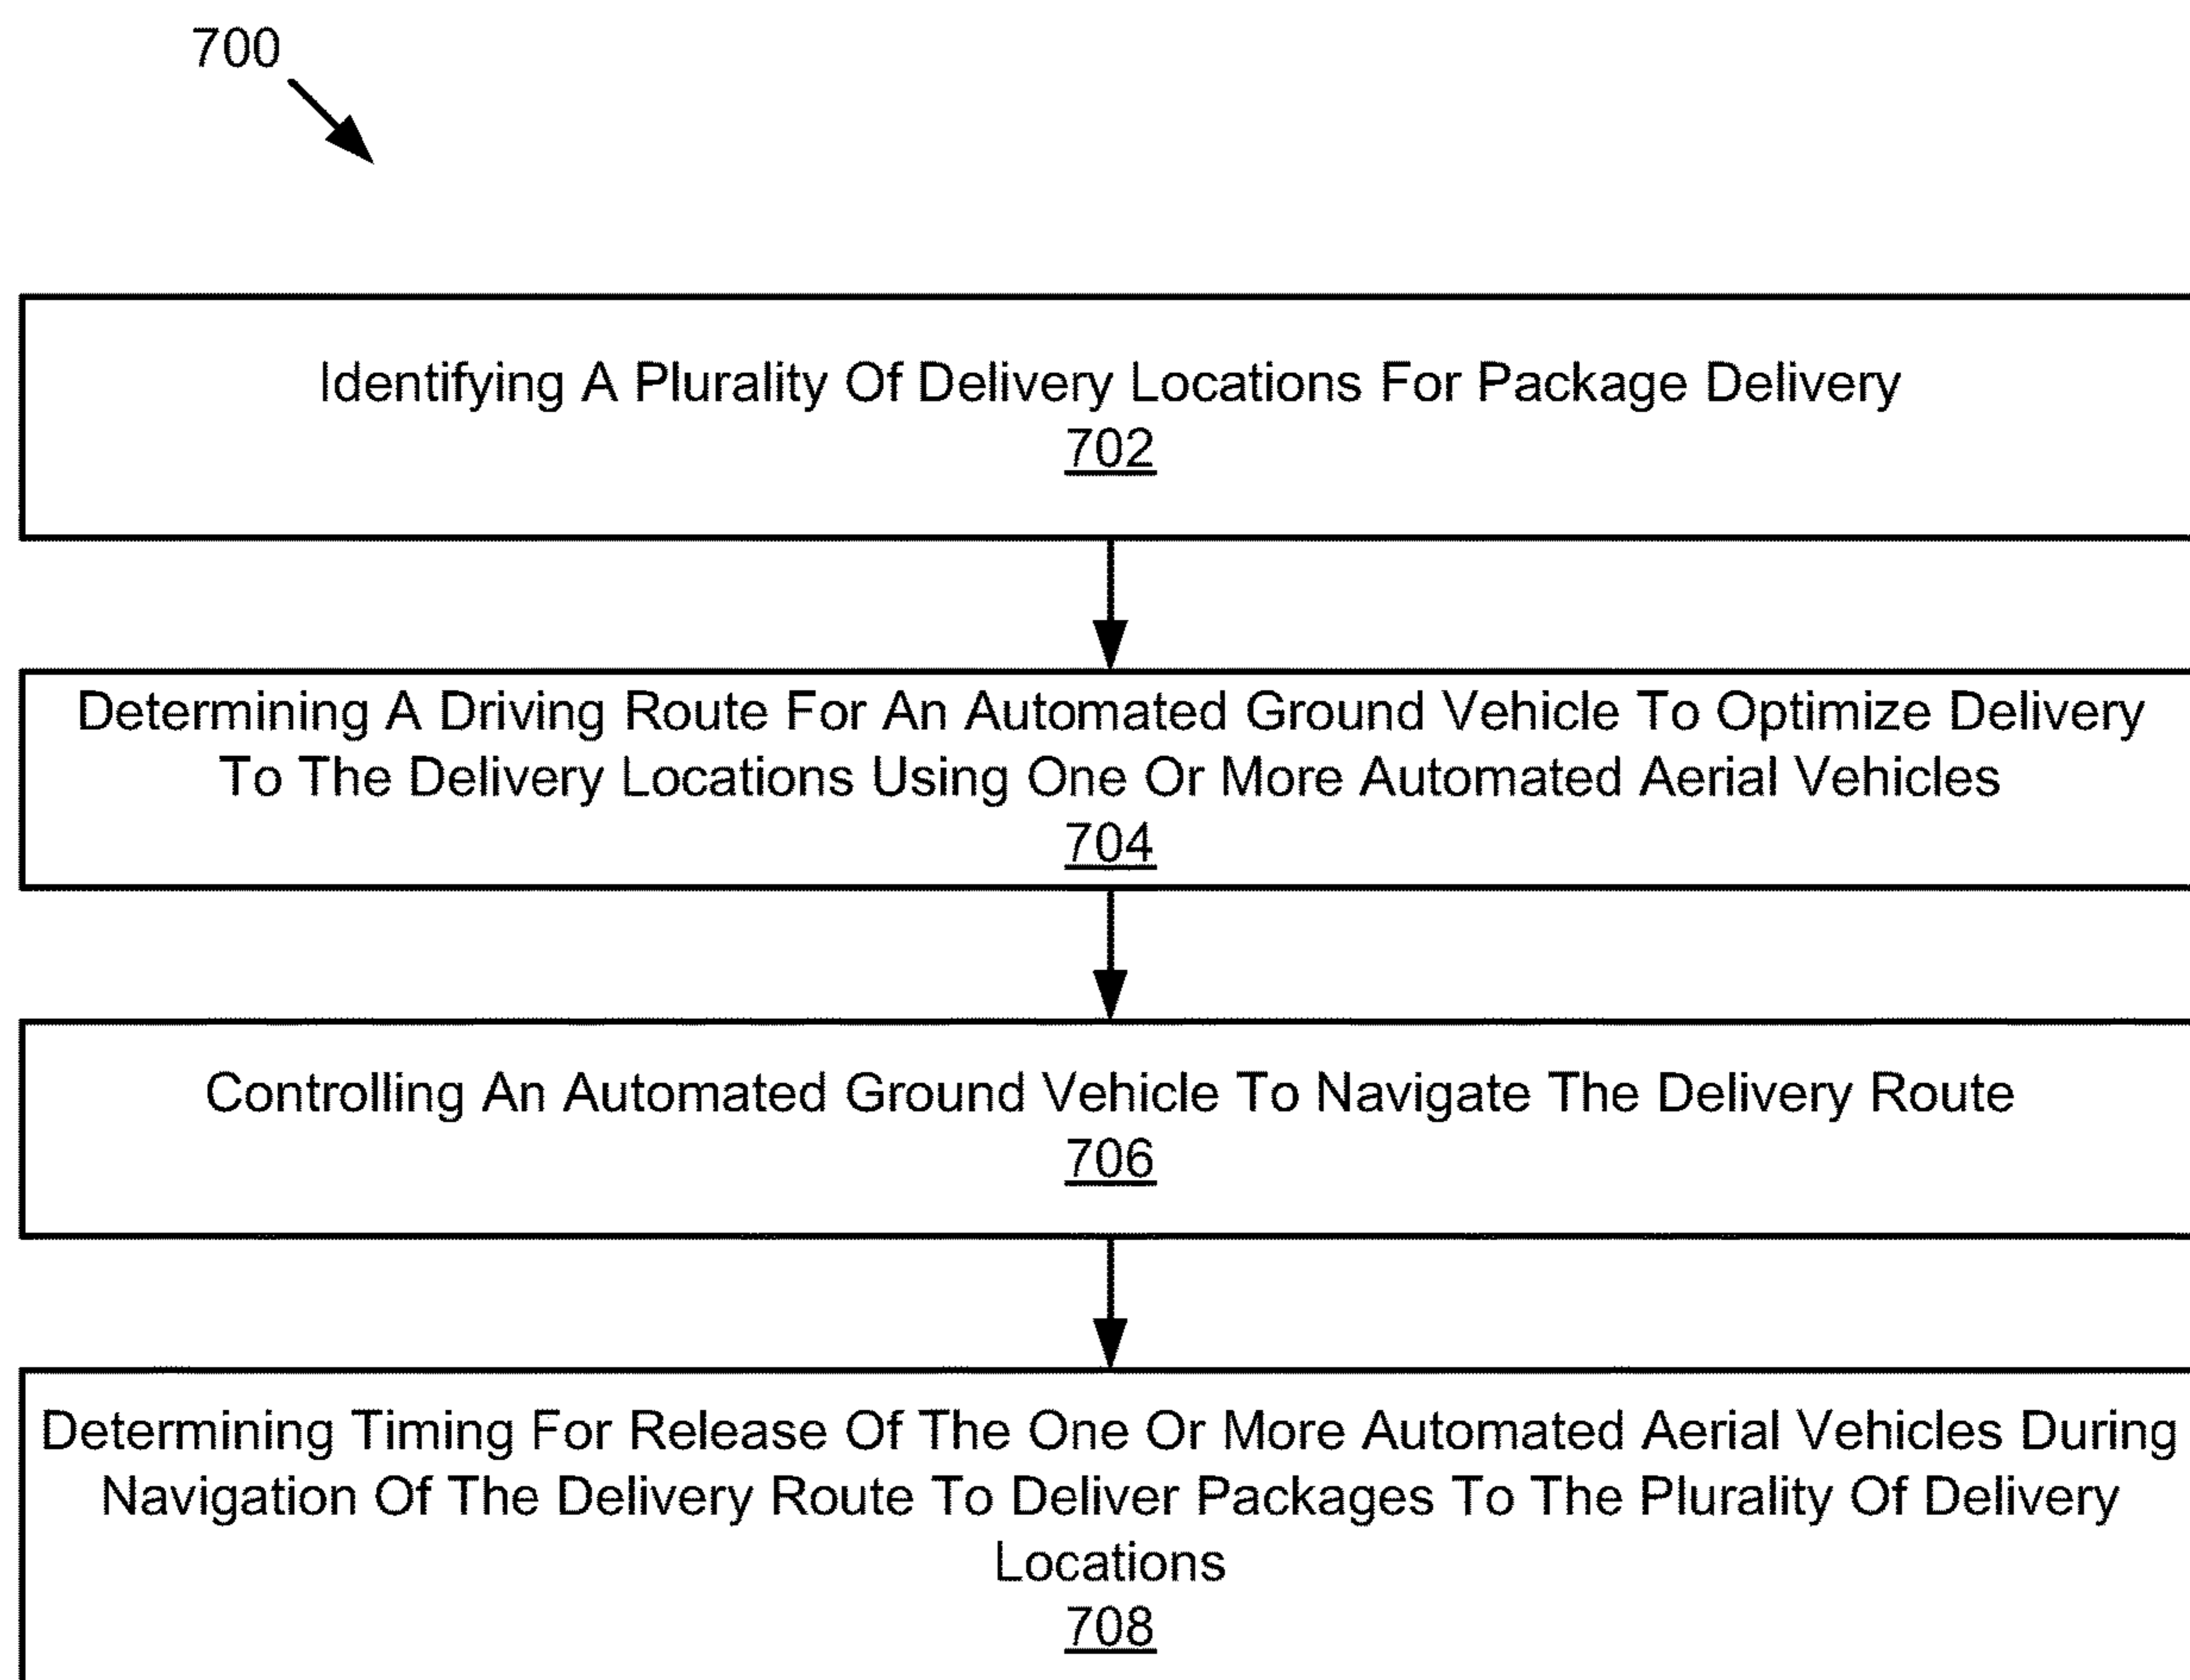 700
Identifying A Plurality Of Delivery Locations For Package Delivery
702
Determining A Driving Route For An Automated Ground Vehicle To Optimize Delivery
To The Delivery Locations Using One Or More Automated Aerial Vehicles
704
Controlling An Automated Ground Vehicle To Navigate The Delivery Route
706
Determining Timing For Release Of The One Or More Automated Aerial Vehicles During
Navigation Of The Delivery Route To Deliver Packages To The Plurality Of Delivery
Locations
708